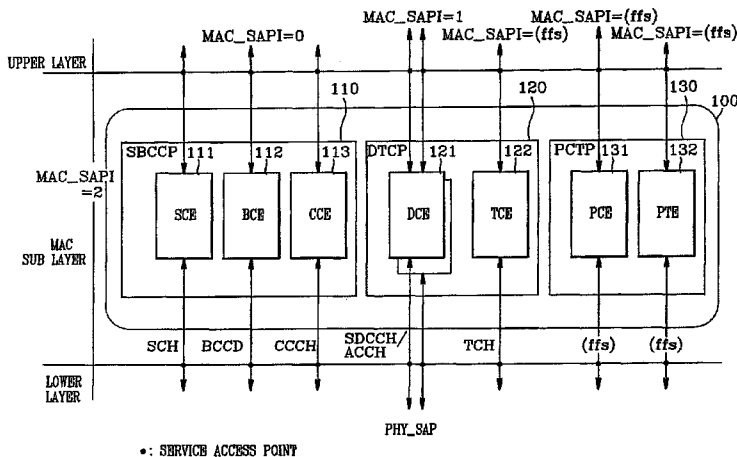 MAC_SAPI=0
MAC_SAPI=1
MAC_SAPI=(ffs)
MAC_SAPI=(ffs)
MAC_SAPI=(ffs)
UPPER LAYER
110
120
130
100
SBCCP
111
112
113
DTCP
121
122
PCTP
131
132
MAC_SAPI
=2
SCE
BCE
CCE
DCE
TCE
PCE
PTE
MAC
SUB LAYER
SCH
BCCD
CCCH
SDCCH/
ACCH
TCH
(ffs)
(ffs)
LOWER
LAYER
PHY_SAP
•: SERVICE ACCESS POINT